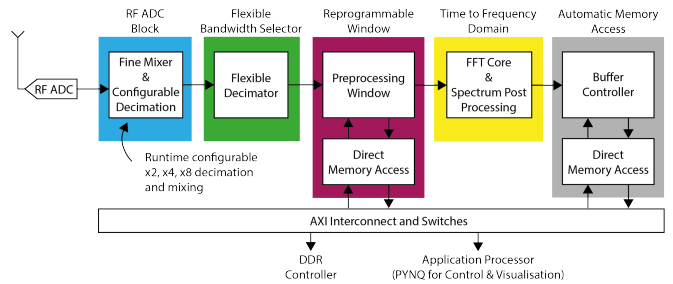 RF ADC
Block
Flexible
Bandwidth Selector
Reprogrammable
Window
Time to Frequency
Domain
Automatic Memory
Access
RF ADC
Fine Mixer
&
Configurable
Decimation
Flexible
Decimator
Preprocessing
Window
FFT Core
&
Spectrum Post
Processing
Buffer
Controller
Runtime configurable
x2, x4, x8 decimation
and mixing
Direct
Memory Access
Direct
Memory Access
AXI Interconnect and Switches
DDR
Controller
Application Processor
(PYNQ for Control & Visualisation)